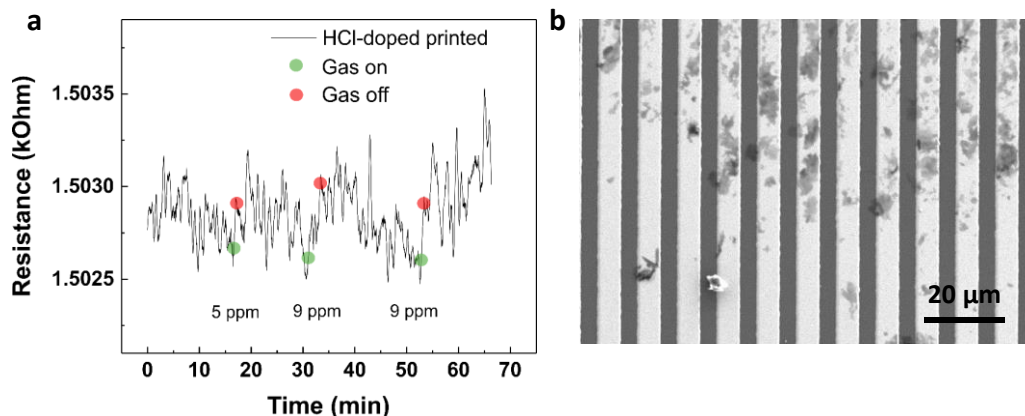 a
HCl-doped printed
Gas on
Gas off
Resistance (kOhm)
1.5035
1.5030
1.5025
5 ppm 9 ppm 9 ppm
0 10 20 30 40 50 60 70
Time (min)
b
20 µm